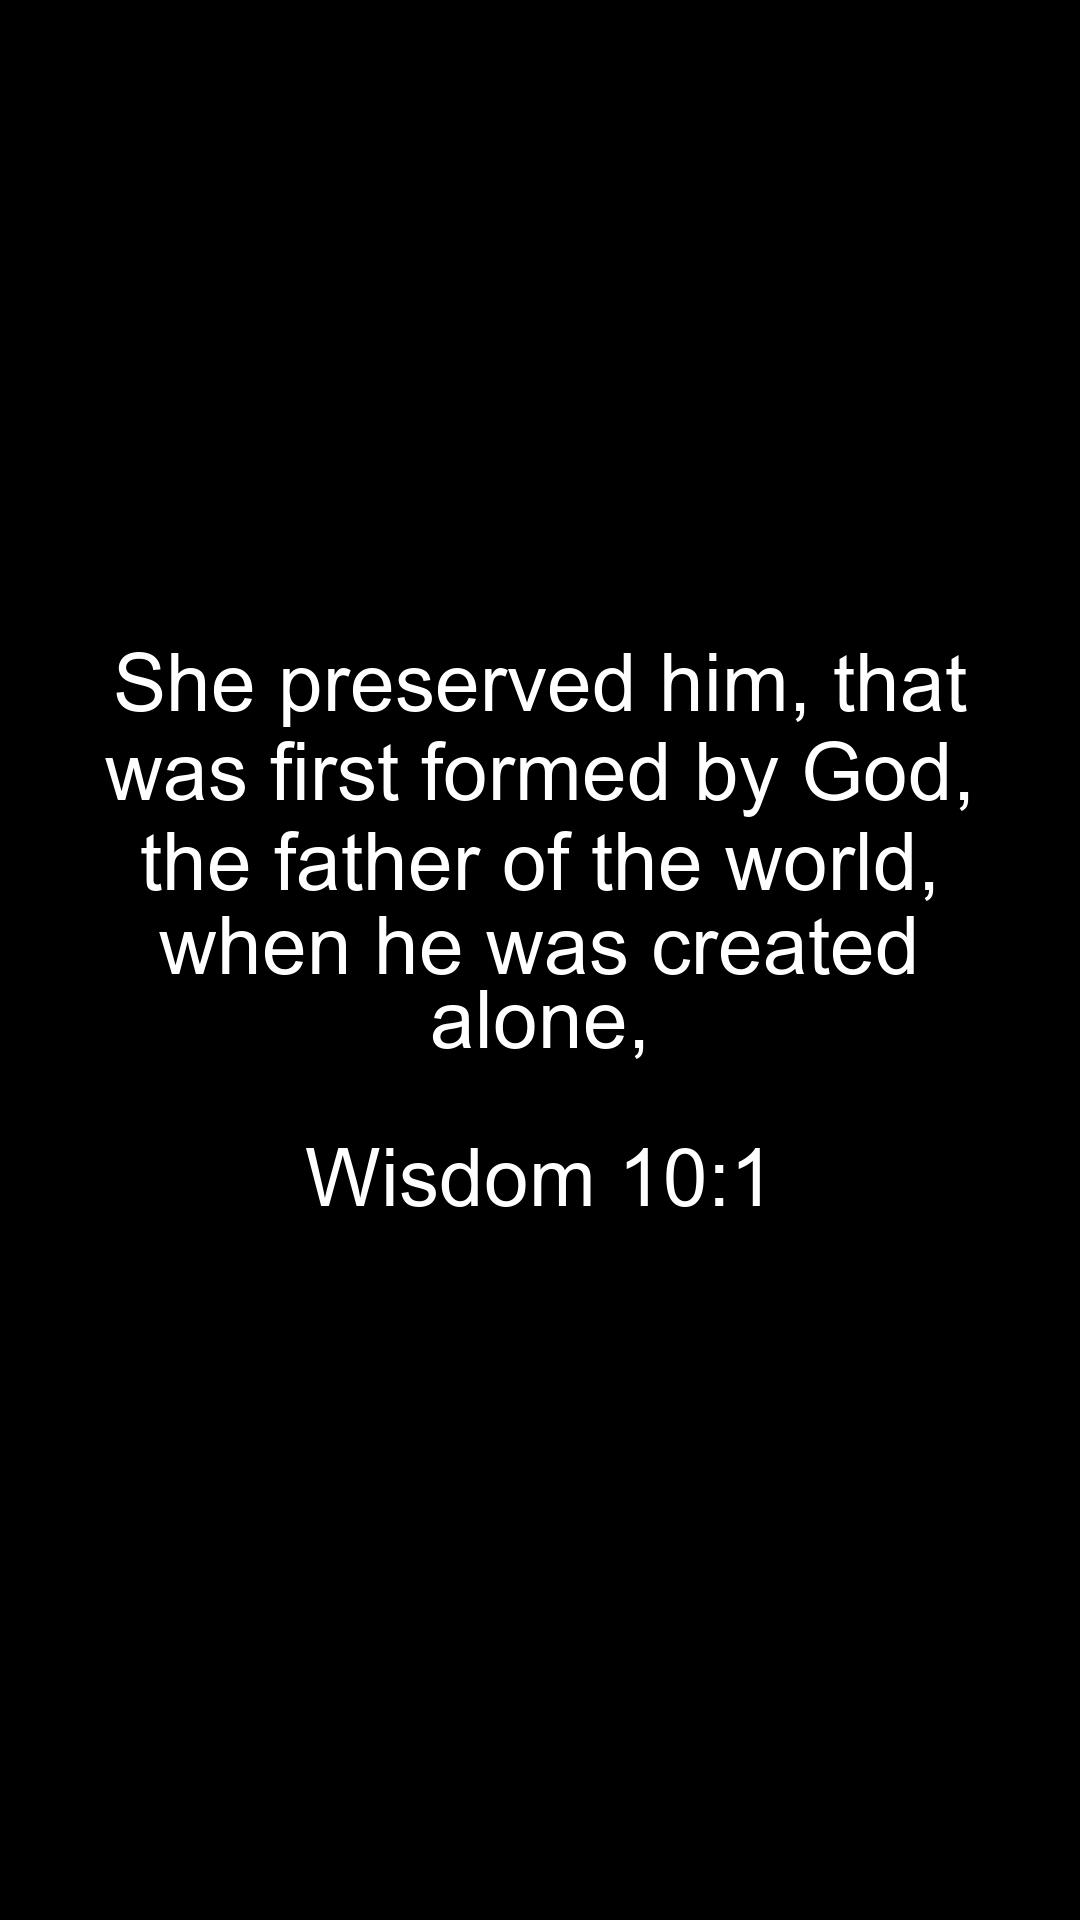 She preserved him, that
was first formed by God,
the father of the world,
when he was created
alone,
Wisdom 10:1